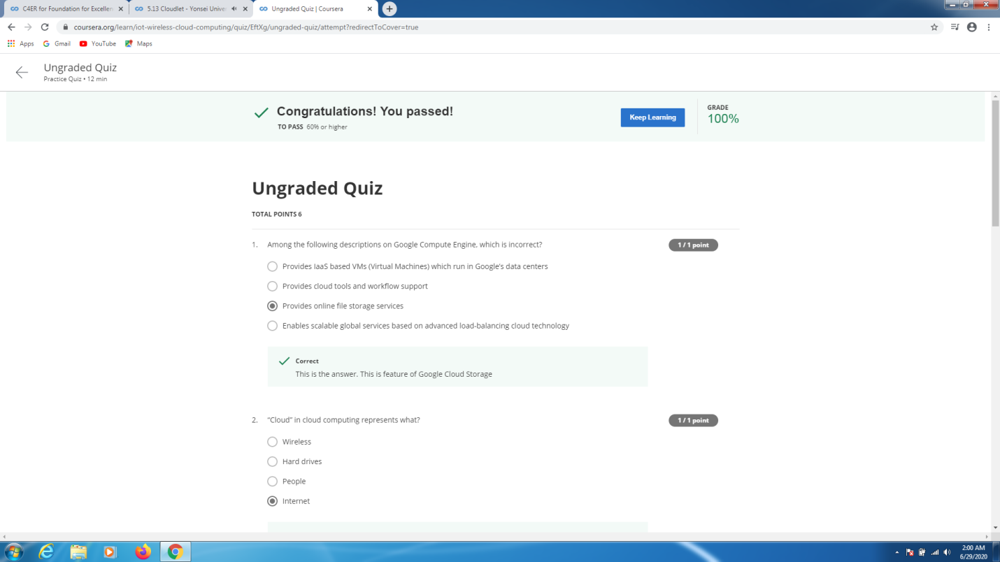 C4ER for Foundation for Excellen
5.13 Cloudlet - Yonsei Univer
Ungraded Quiz | Coursera
coursera.org/learn/iot-wireless-cloud-computing/quiz/EftXg/ungraded-quiz/attempt?redirectToCover=true
Apps Gmail YouTube Maps
Ungraded Quiz
Practice Quiz • 12 min
Congratulations! You passed!
TO PASS 60% or higher
Keep Learning
GRADE
100%
Ungraded Quiz
TOTAL POINTS 6
1. Among the following descriptions on Google Compute Engine, which is incorrect?
1 / 1 point
Provides IaaS based VMs (Virtual Machines) which run in Google's data centers
Provides cloud tools and workflow support
Provides online file storage services
Enables scalable global services based on advanced load-balancing cloud technology
Correct
This is the answer. This is feature of Google Cloud Storage
2. “Cloud” in cloud computing represents what?
1 / 1 point
Wireless
Hard drives
People
Internet
2:00 AM
6/29/2020